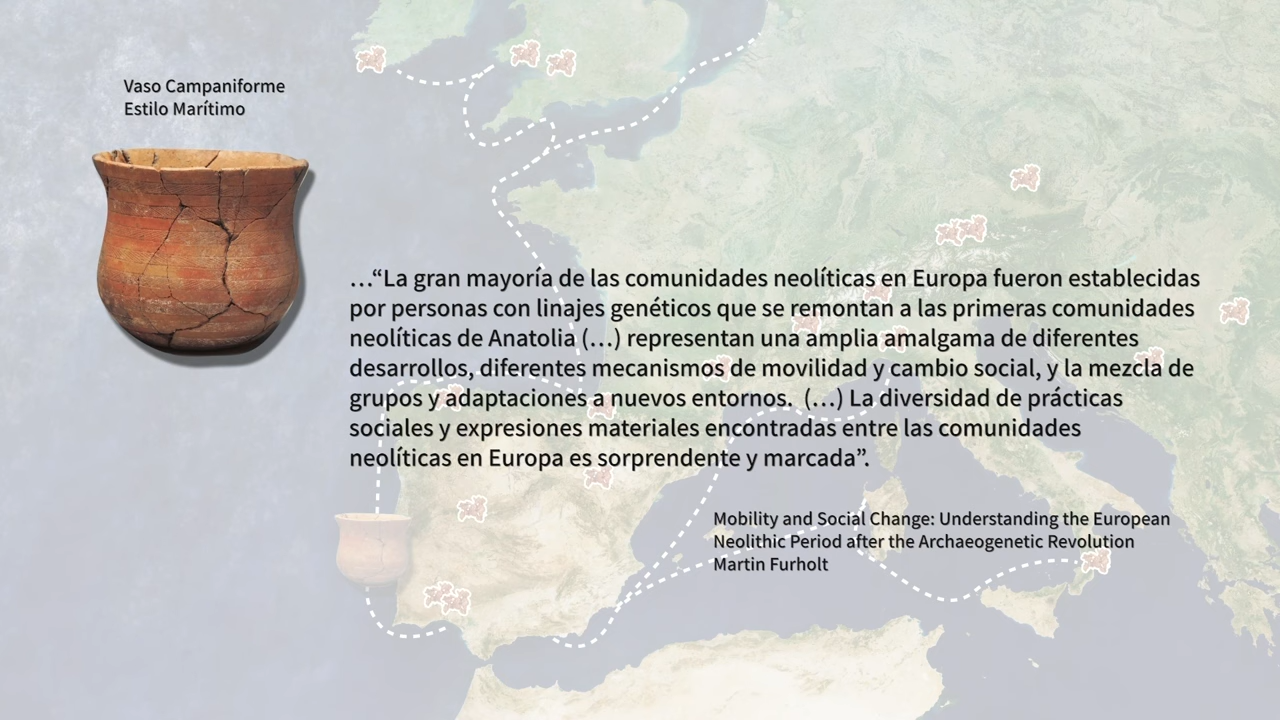 Vaso Campaniforme
Estilo Marítimo
…“La gran mayoría de las comunidades neolíticas en Europa fueron establecidas
por personas con linajes genéticos que se remontan a las primeras comunidades
neolíticas de Anatolia (…) representan una amplia amalgama de diferentes
desarrollos, diferentes mecanismos de movilidad y cambio social, y la mezcla de
grupos y adaptaciones a nuevos entornos. (…) La diversidad de prácticas
sociales y expresiones materiales encontradas entre las comunidades
neolíticas en Europa es sorprendente y marcada”.
Mobility and Social Change: Understanding the European
Neolithic Period after the Archaeogenetic Revolution
Martin Furholt